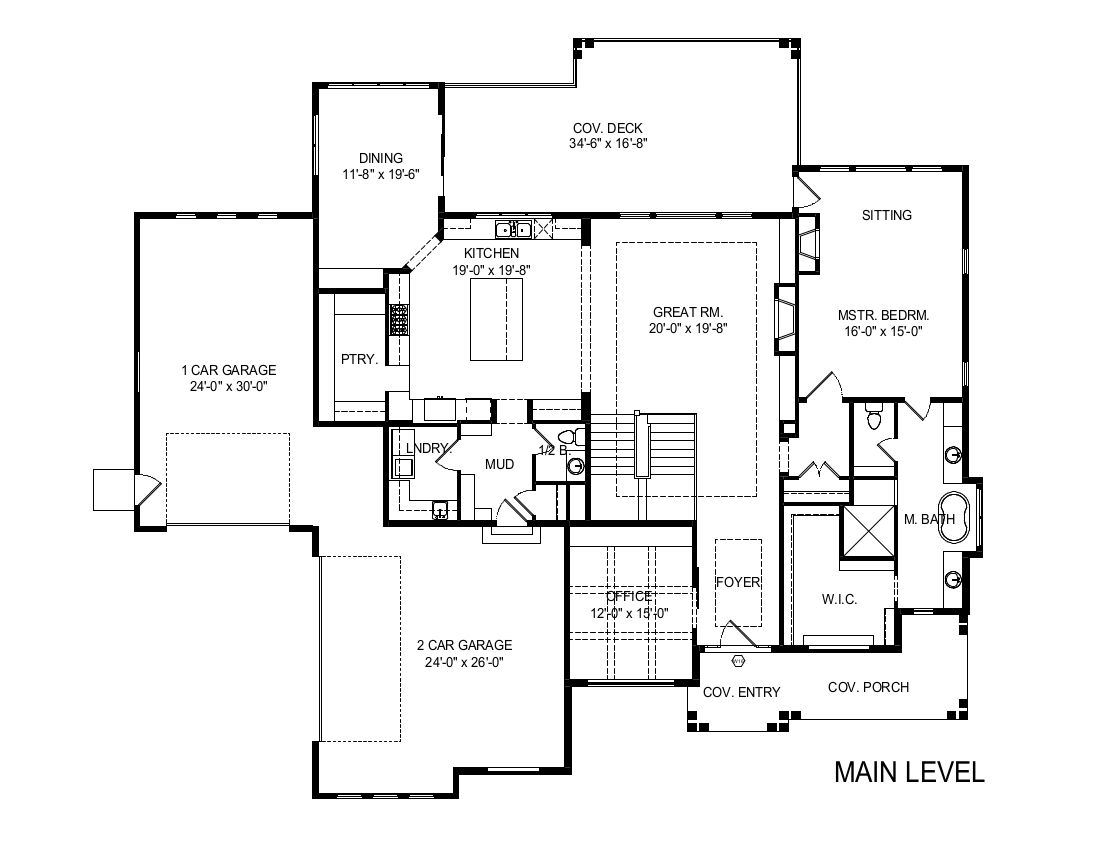 COV. DECK
34'-6" x 16'-8"
DINING
11'-8" x 19'-6"
SITTING
KITCHEN
19'-0" x 19'-8"
GREAT RM.
20'-0" x 19'-8"
MSTR. BEDRM.
16'-0" x 15'-0"
PTRY.
1 CAR GARAGE
24'-0" x 30'-0"
LNDRY.
MUD
1/2 B.
M. BATH
FOYER
OFFICE
12'-0" x 15'-0"
W.I.C.
2 CAR GARAGE
24'-0" x 26'-0"
COV. ENTRY
COV. PORCH
MAIN LEVEL